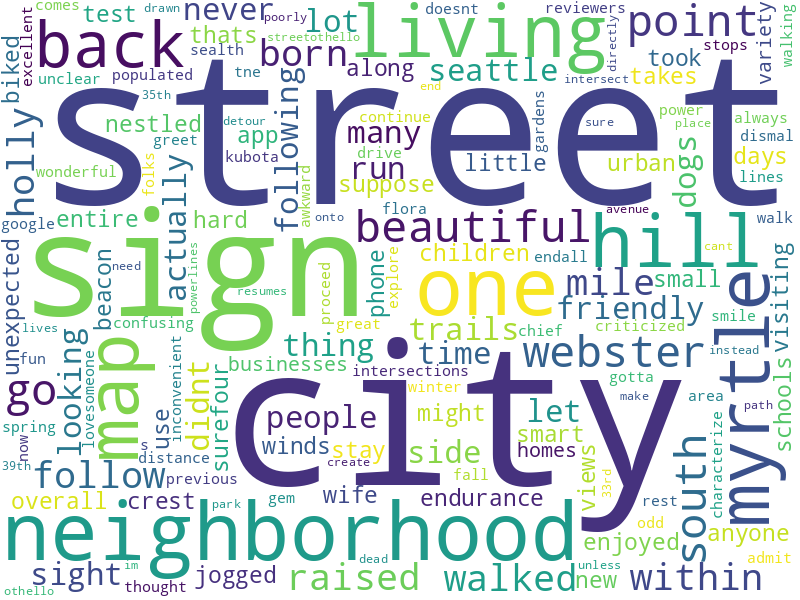 comes
drawn
never
poorly
lot
living
doesnt
reviewers
directly
variety
walking
test
excellent
back
thats
streetothello
born
point
stops
biked
unclear
populated
sealth
tne
along
seattle
took
takes
intersect
street
35th
end
continue
detour
nestled
greet
app
following
many
gardens
sure
power
place
always
dismal
holly
wonderful
folks
kubota
drive
run
little
urban
dogs
days
lines
suppose
google
entire
actually
hard
awkward
onto
flora
beautiful
avenue
walk
hill
cant
unexpected
sign
beacon
powerlines
need
proceed
phone
explore
children
endall
one
mile
small
visiting
myrtle
resumes
lives
confusing
great
trails
friendly
chief
criticized
smile
fun
looking
lovesomeone
map
inconvenient
thing
time
webster
instead
businesses
intersections
gotta
go
didnt
city
winter
make
area
path
schools
spring
s
use
surefour
people
might
let
smart
homes
side
south
characterize
now
winds
stay
39th
follow
distance
previous
create
fall
views
33rd
rest
overall
crest
gem
wife
endurance
odd
anyone
neighborhood
park
enjoyed
admit
dead
unless
othello
sight
im
thought
jogged
raised
walked
new
within